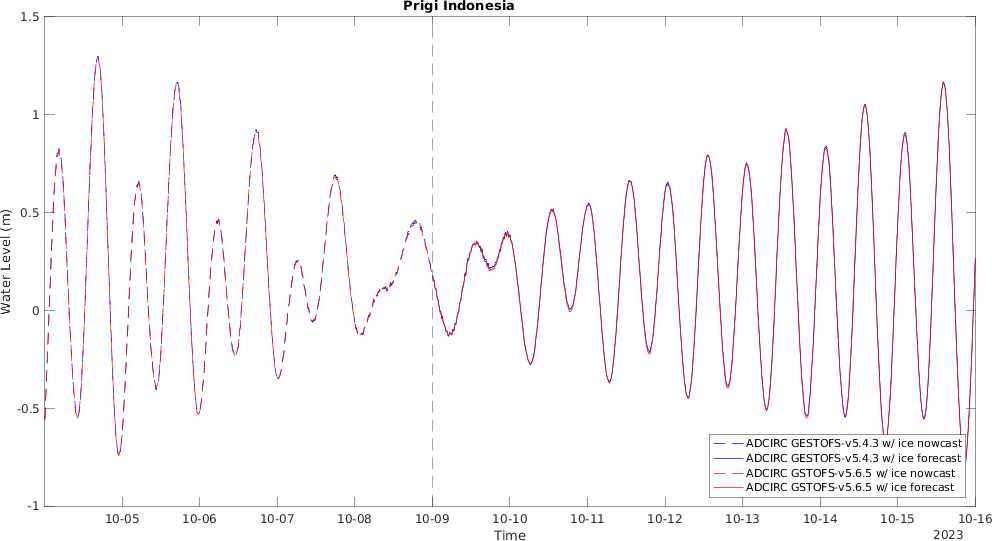 Prigi Indonesia
1.5
1
0.5
0
-0.5
-1
Water Level (m)
ADCIRC GESTOFS-v5.4.3 w/ ice nowcast
ADCIRC GESTOFS-v5.4.3 w/ ice forecast
ADCIRC GSTOFS-v5.6.5 w/ ice nowcast
ADCIRC GSTOFS-v5.6.5 w/ ice forecast
10-05 10-06 10-07 10-08 10-09 10-10 10-11 10-12 10-13 10-14 10-15 10-16
Time
2023